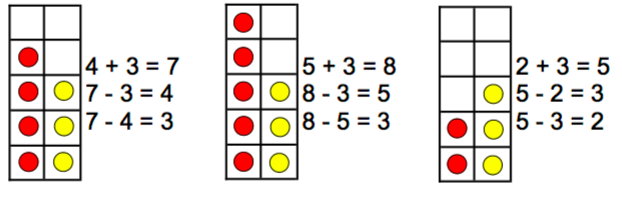 4 + 3 = 7
7 - 3 = 4
7 - 4 = 3
5 + 3 = 8
8 - 3 = 5
8 - 5 = 3
2 + 3 = 5
5 - 2 = 3
5 - 3 = 2